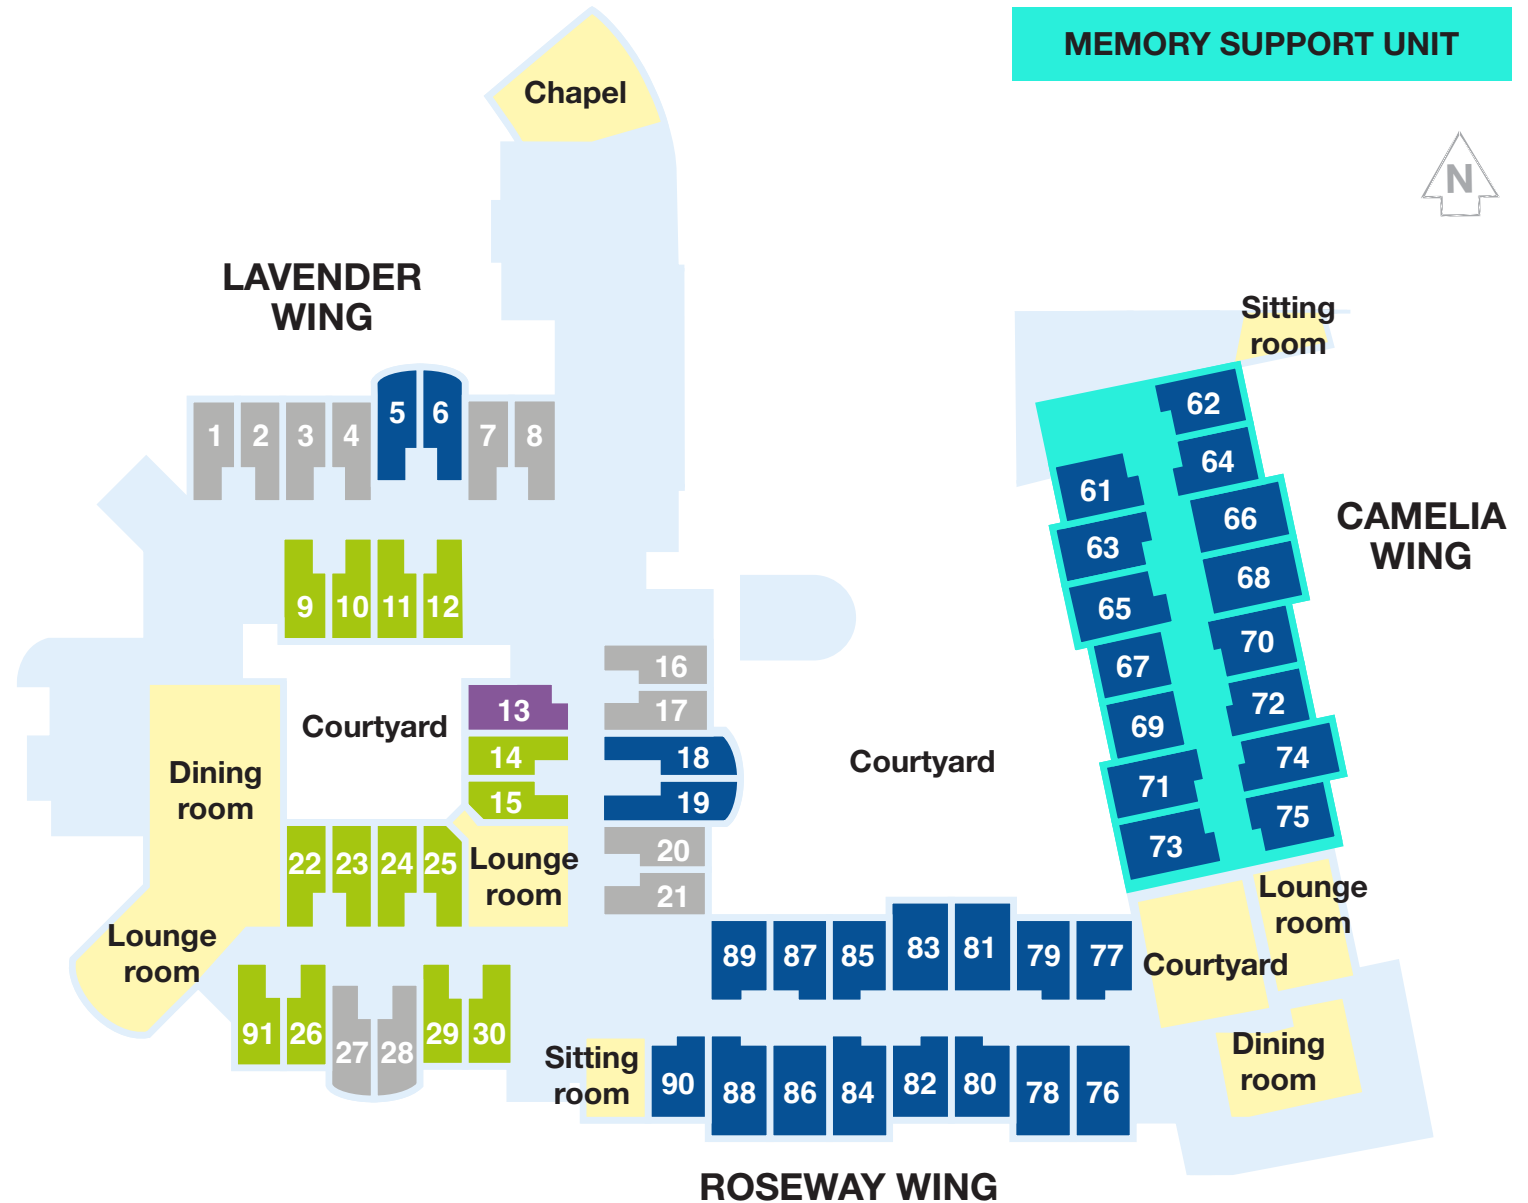 MEMORY SUPPORT UNIT
Chapel
N
LAVENDER
WING
Sitting
room
1 2 3 4 5 6 7 8
62
64
61
66
CAMELIA
WING
63
68
9 10 11 12
65
70
16
67
13
17
72
69
Courtyard
14
18
Courtyard
74
Dining
room
71
15
19
75
73
20
22 23 24 25
Lounge
room
21
Lounge
room
Lounge
room
89 87 85 83 81 79 77
Courtyard
91 26 27 28 29 30
Sitting
room
90 88 86 84 82 80 78 76
Dining
room
ROSEWAY WING